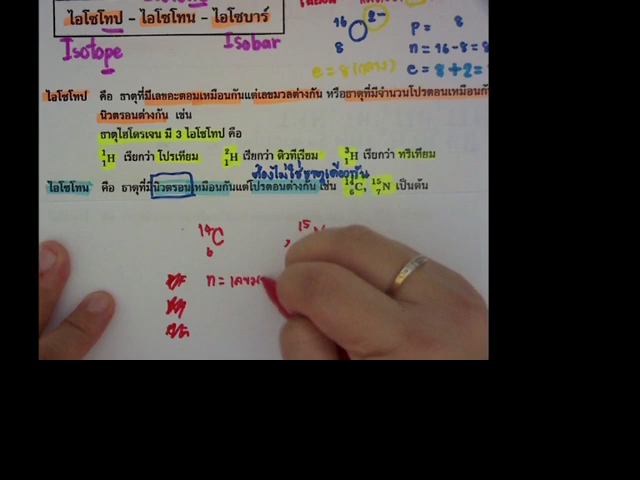 ไอโซโทป - ไอโซโทน - ไอโซบาร์
Isotope Isobar
16 2-
8
P = 8
n = 16-8 = 8
e = 8 (กลาง) e = 8+2 =
ไอโซโทป คือ ธาตุที่มีเลขอะตอมเหมือนกันแต่เลขมวลต่างกัน หรือธาตุที่มีจำนวนโปรตอนเหมือนกั
นิวตรอนต่างกัน เช่น
ธาตุไฮโดรเจน มี 3 ไอโซโทป คือ
1 1 H เรียกว่า โปรเทียม 2 1 H เรียกว่า ดิวทีเรียม 3 1 H เรียกว่า ทริเทียม
ต้องไม่ใช่ธาตุเดียวกัน
ไอโซโทน คือ ธาตุที่มีนิวตรอนเหมือนกันแต่โปรตอนต่างกัน เช่น 14 6 C, 15 7 N เป็นต้น
14 6 C 15
n = เลขม